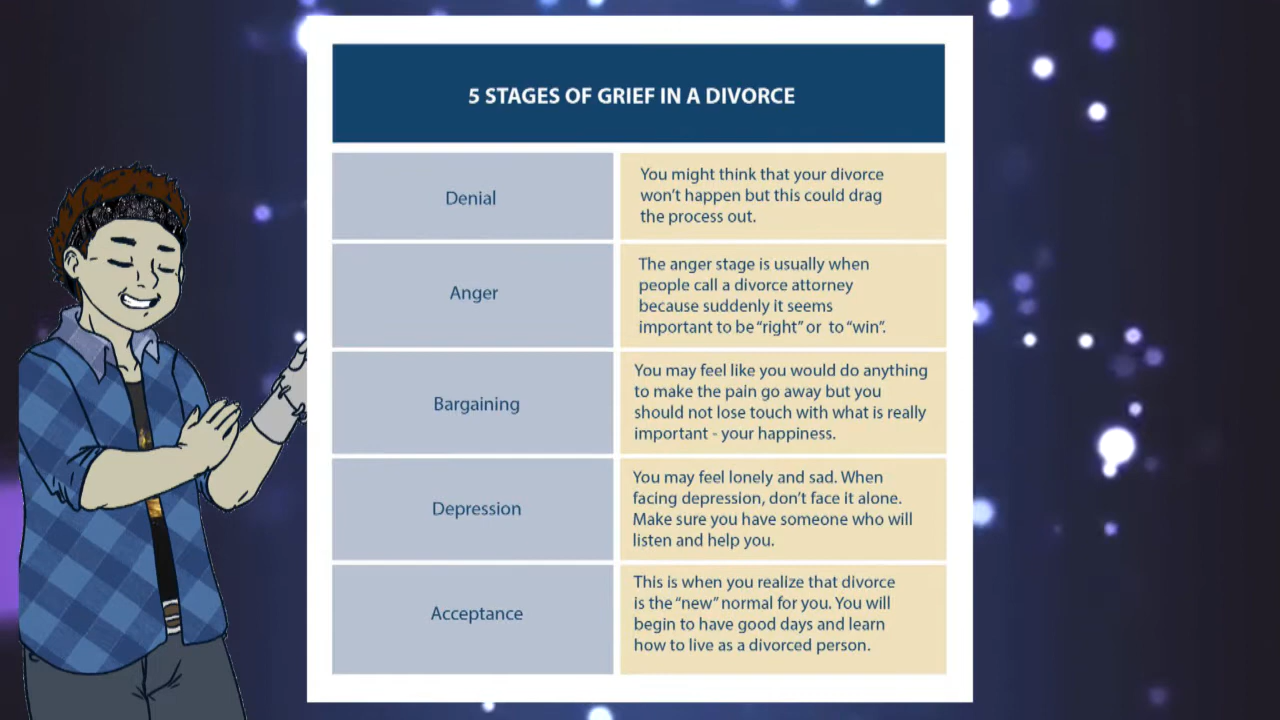 5 STAGES OF GRIEF IN A DIVORCE
Denial
You might think that your divorce
won't happen but this could drag
the process out.
Anger
The anger stage is usually when
people call a divorce attorney
because suddenly it seems
important to be "right" or  to "win".
Bargaining
You may feel like you would do anything
to make the pain go away but you
should not lose touch with what is really
important - your happiness.
Depression
You may feel lonely and sad. When
facing depression, don't face it alone.
Make sure you have someone who will
listen and help you.
Acceptance
This is when you realize that divorce
is the "new" normal for you. You will
begin to have good days and learn
how to live as a divorced person.